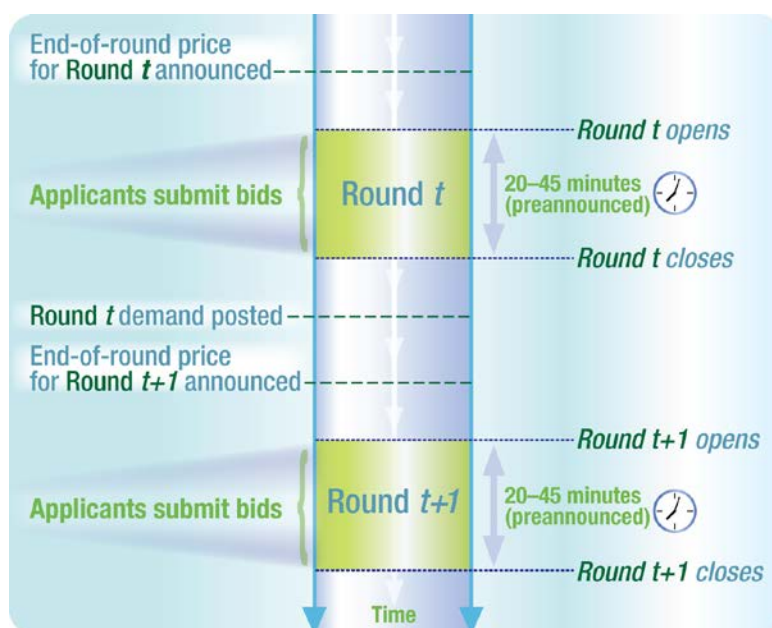 End-of-round price
for Round t announced
Round t opens
Applicants submit bids
Round t
20–45 minutes
(preannounced)
Round t closes
Round t demand posted
End-of-round price
for Round t+1 announced
Round t+1 opens
Applicants submit bids
Round t+1
20–45 minutes
(preannounced)
Round t+1 closes
Time